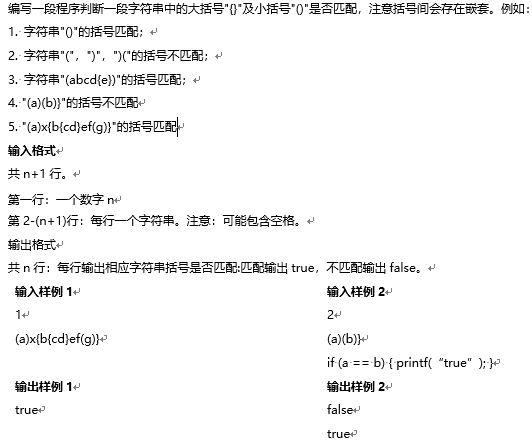 编写一段程序判断一段字符串中的大括号"{}"及小括号"()"是否匹配，注意括号间会存在嵌套。例如：
1. 字符串"()"的括号匹配；
2. 字符串"("，")"，")("的括号不匹配；
3. 字符串"(abcd{e})"的括号匹配；
4. "(a)(b)}"的括号不匹配
5. "(a)x{b{cd}ef(g)}"的括号匹配
输入格式
共 n+1 行。
第一行：一个数字 n
第 2-(n+1)行：每行一个字符串。注意：可能包含空格。
输出格式
共 n 行：每行输出相应字符串括号是否匹配:匹配输出 true，不匹配输出 false。
输入样例 1
1
(a)x{b{cd}ef(g)}
输出样例 1
true
输入样例 2
2
(a)(b)}
if (a == b) { printf(“true”); }
输出样例 2
false
true